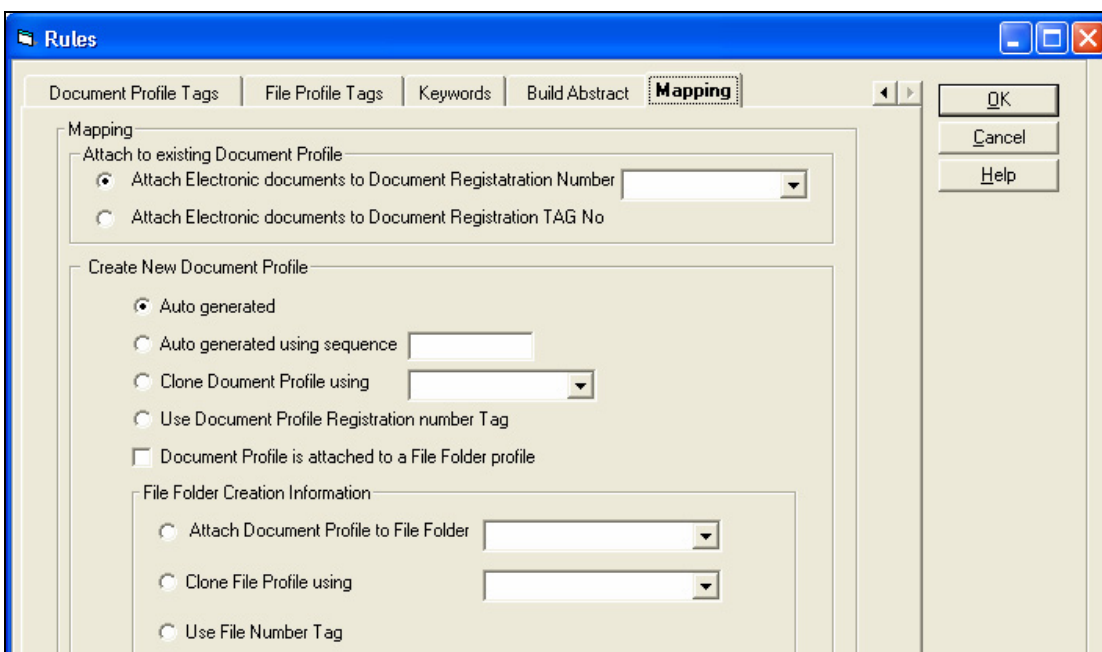 Rules
Document Profile Tags File Profile Tags Keywords Build Abstract Mapping
OK
Cancel
Help
Mapping
Attach to existing Document Profile
Attach Electronic documents to Document Registatration Number
Attach Electronic documents to Document Registration TAG No
Create New Document Profile
Auto generated
Auto generated using sequence
Clone Doument Profile using
Use Document Profile Registration number Tag
Document Profile is attached to a File Folder profile
File Folder Creation Information
Attach Document Profile to File Folder
Clone File Profile using
Use File Number Tag